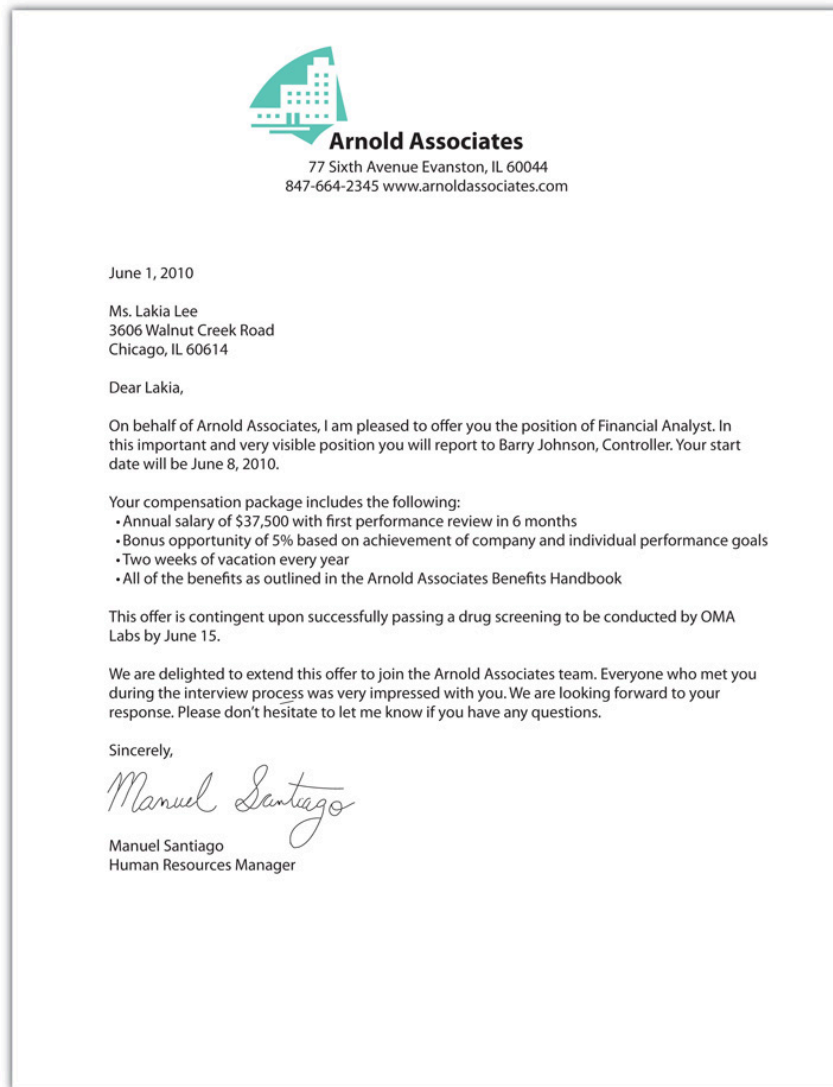 Arnold Associates
77 Sixth Avenue Evanston, IL 60044
847-664-2345 www.arnoldassociates.com
June 1, 2010
Ms. Lakia Lee
3606 Walnut Creek Road
Chicago, IL 60614
Dear Lakia,
On behalf of Arnold Associates, I am pleased to offer you the position of Financial Analyst. In
this important and very visible position you will report to Barry Johnson, Controller. Your start
date will be June 8, 2010.
Your compensation package includes the following:
• Annual salary of $37,500 with first performance review in 6 months
• Bonus opportunity of 5% based on achievement of company and individual performance goals
• Two weeks of vacation every year
• All of the benefits as outlined in the Arnold Associates Benefits Handbook
This offer is contingent upon successfully passing a drug screening to be conducted by OMA
Labs by June 15.
We are delighted to extend this offer to join the Arnold Associates team. Everyone who met you
during the interview process was very impressed with you. We are looking forward to your
response. Please don't hesitate to let me know if you have any questions.
Sincerely,
Manuel Santiago
Manuel Santiago
Human Resources Manager